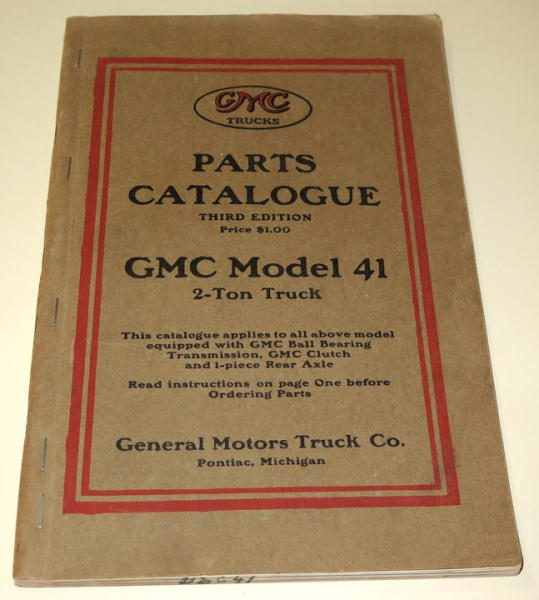 GMC
TRUCKS
PARTS
CATALOGUE
THIRD EDITION
Price $1.00
GMC Model 41
2-Ton Truck
This catalogue applies to all above model
equipped with GMC Ball Bearing
Transmission, GMC Clutch
and 1-piece Rear Axle
Read instructions on page One before
Ordering Parts
General Motors Truck Co.
Pontiac, Michigan
GMC 41